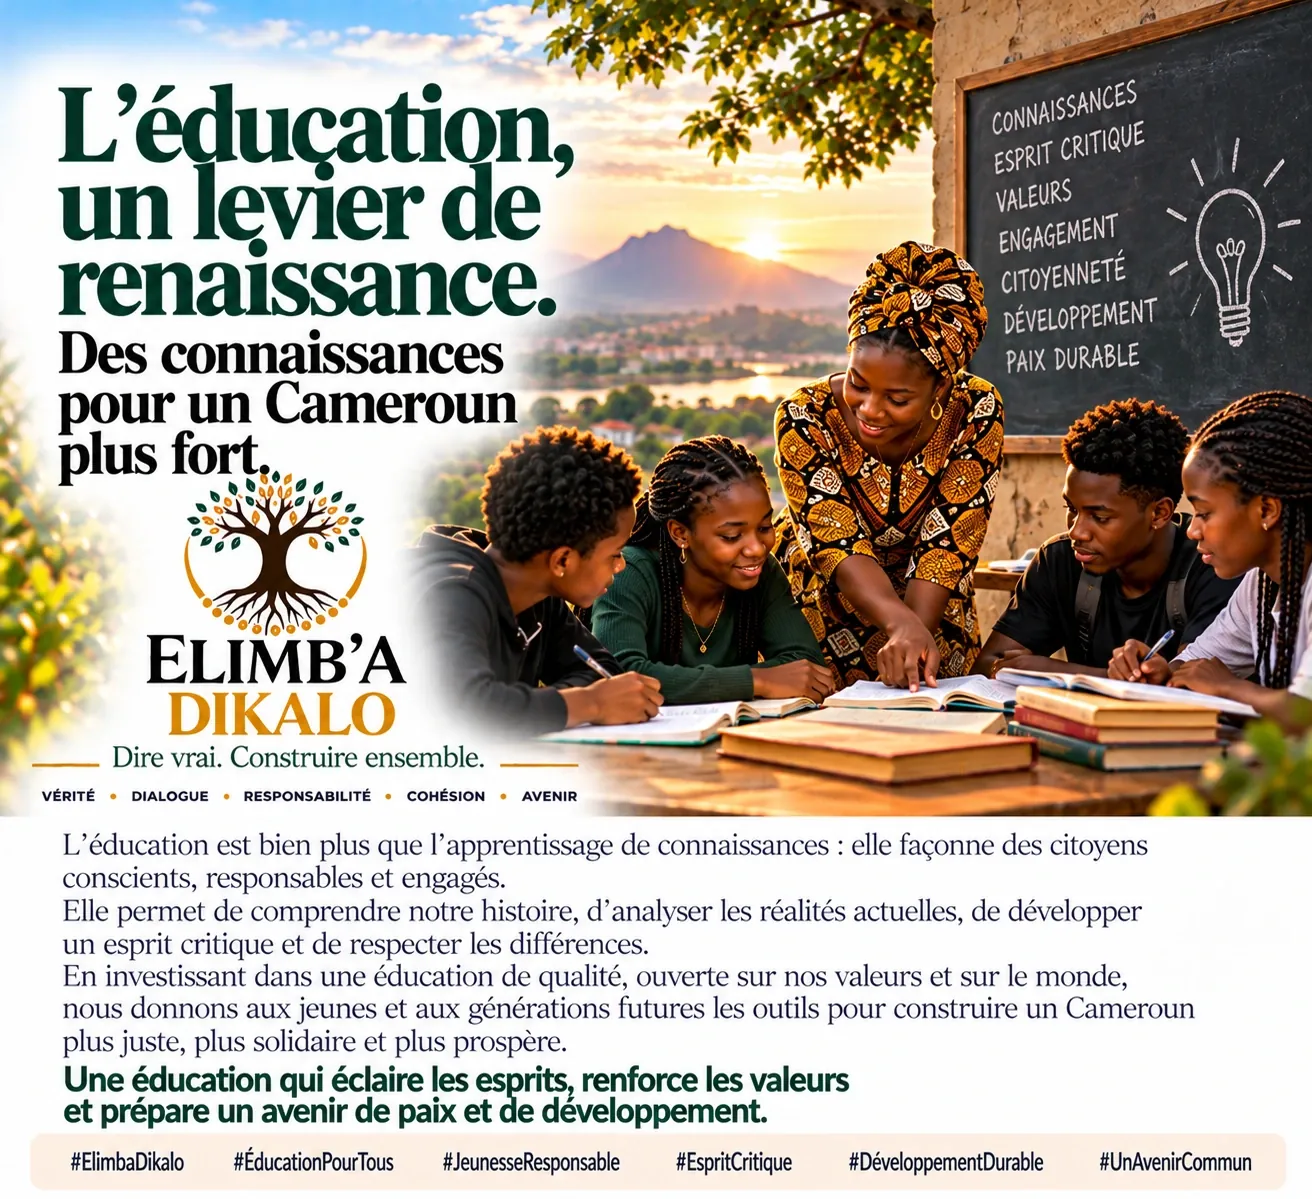 L'éducation,
un levier de
renaissance.
Des connaissances
pour un Cameroun
plus fort.
ELIMB'A
DIKALO
Dire vrai. Construire ensemble.
VÉRITÉ • DIALOGUE • RESPONSABILITÉ • COHÉSION • AVENIR
CONNAISSANCES
ESPRIT CRITIQUE
VALEURS
ENGAGEMENT
CITOYENNETÉ
DÉVELOPPEMENT
PAIX DURABLE
L'éducation est bien plus que l'apprentissage de connaissances : elle façonne des citoyens
conscients, responsables et engagés.
Elle permet de comprendre notre histoire, d'analyser les réalités actuelles, de développer
un esprit critique et de respecter les différences.
En investissant dans une éducation de qualité, ouverte sur nos valeurs et sur le monde,
nous donnons aux jeunes et aux générations futures les outils pour construire un Cameroun
plus juste, plus solidaire et plus prospère.
Une éducation qui éclaire les esprits, renforce les valeurs
et prépare un avenir de paix et de développement.
#ElimbaDikalo #ÉducationPourTous #JeunesseResponsable #EspritCritique #DéveloppementDurable #UnAvenirCommun